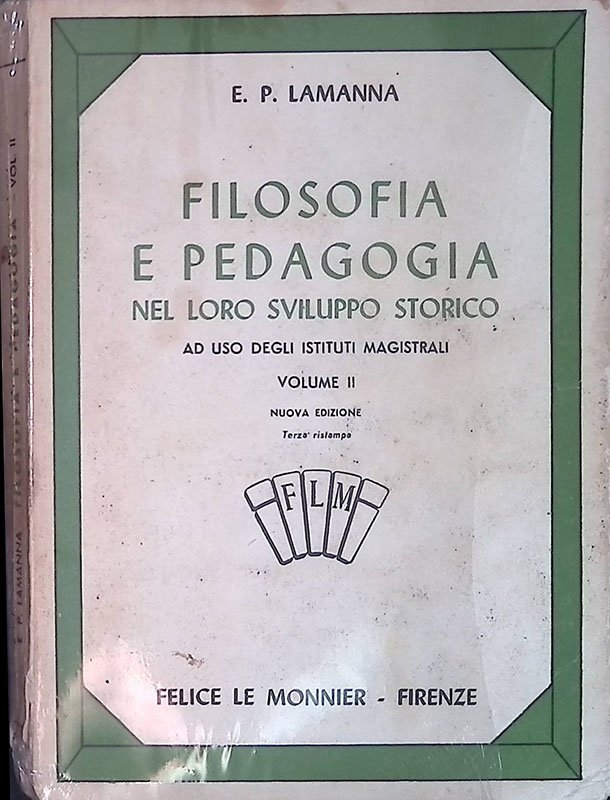 E. P. LAMANNA
FILOSOFIA
E PEDAGOGIA
NEL LORO SVILUPPO STORICO
AD USO DEGLI ISTITUTI MAGISTRALI
VOLUME II
NUOVA EDIZIONE
Terza ristampa
F L M
FELICE LE MONNIER - FIRENZE
E. P. LAMANNA - FILOSOFIA E PEDAGOGIA - VOL. II